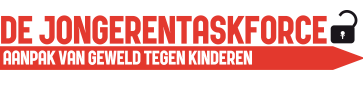 DE JONGERENTASKFORCE
AANPAK VAN GEWELD TEGEN KINDEREN